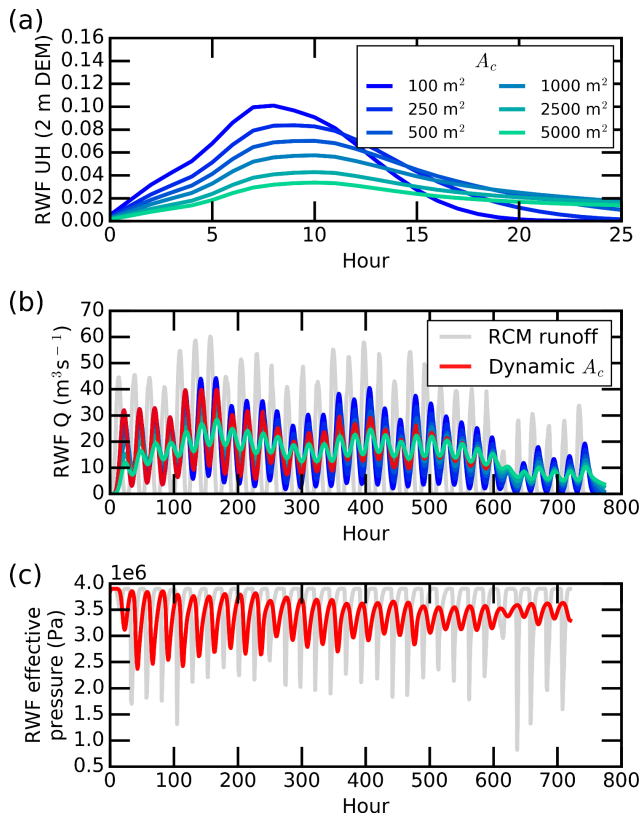 (a)
0.16
0.14
0.12
0.10
0.08
0.06
0.04
0.02
0.00
RWF UH (2 m DEM)
A_c
100 m²
250 m²
500 m²
1000 m²
2500 m²
5000 m²
0 5 10 15 20 25
Hour
(b)
70
60
50
40
30
20
10
0
RWF Q (m³s⁻¹)
RCM runoff
Dynamic A_c
0 100 200 300 400 500 600 700 800
Hour
(c)
1e6
4.0
3.5
3.0
2.5
2.0
1.5
1.0
0.5
RWF effective
pressure (Pa)
0 100 200 300 400 500 600 700 800
Hour